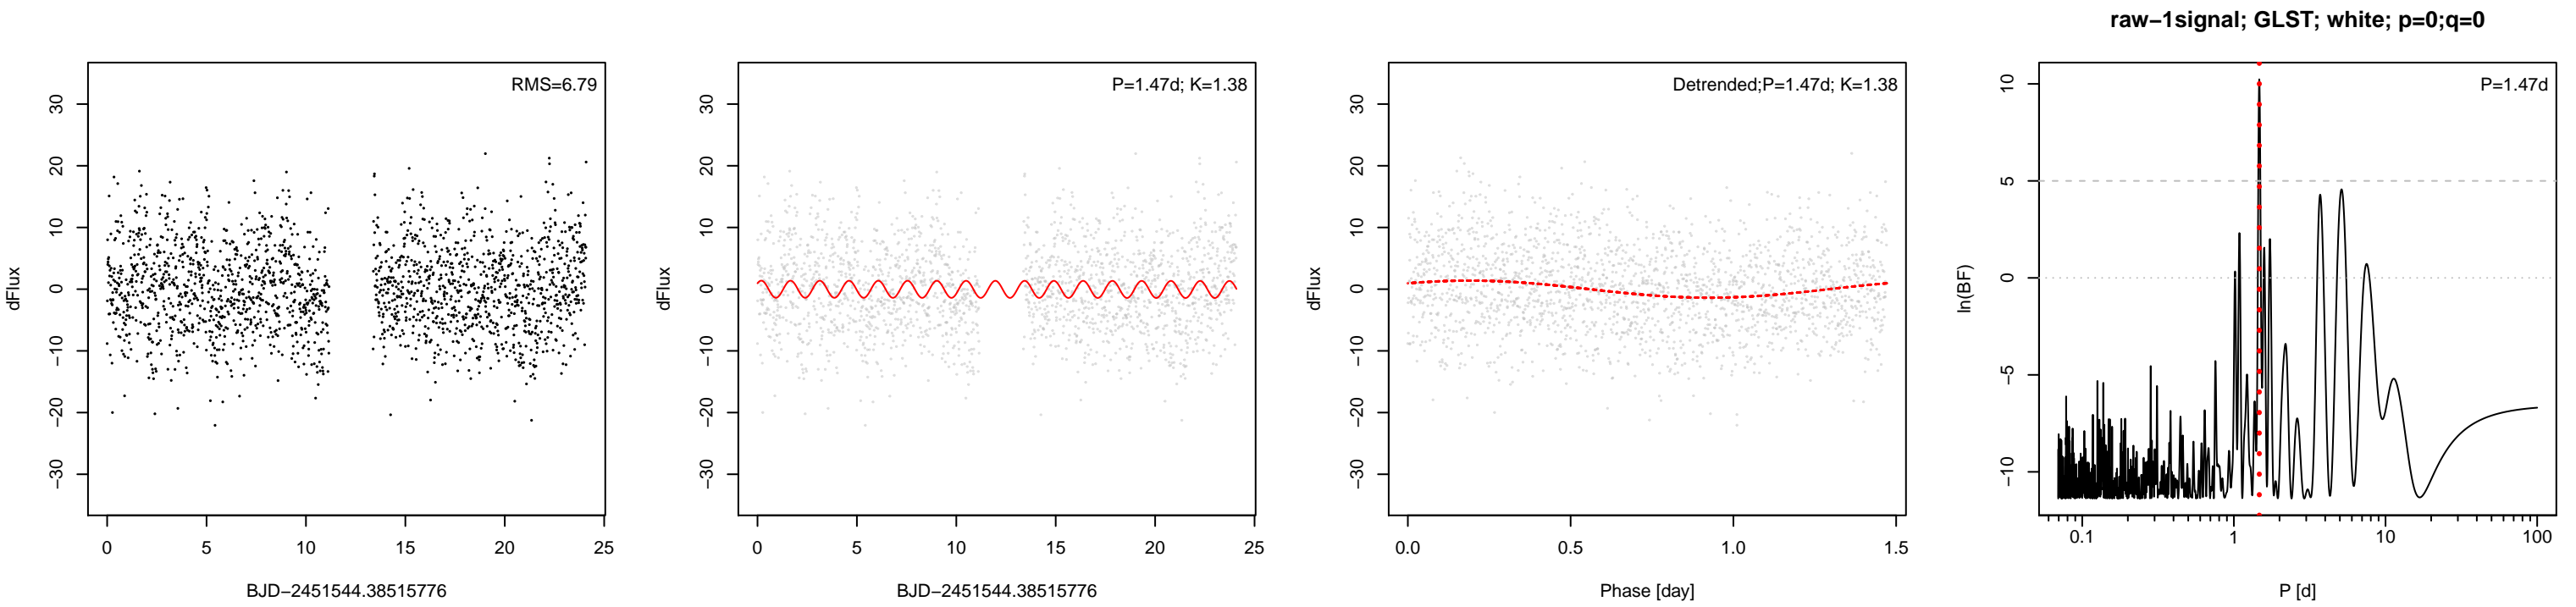 raw−1signal; GLST; white; p=0;q=0
RMS=6.79
dFlux
30
20
10
0
−10
−20
−30
0 5 10 15 20 25
BJD−2451544.38515776
P=1.47d; K=1.38
dFlux
30
20
10
0
−10
−20
−30
0 5 10 15 20 25
BJD−2451544.38515776
Detrended;P=1.47d; K=1.38
dFlux
30
20
10
0
−10
−20
−30
0.0 0.5 1.0 1.5
Phase [day]
P=1.47d
ln(BF)
10
5
0
−5
−10
0.1 1 10 100
P [d]